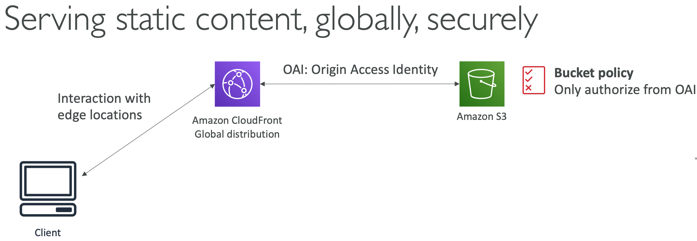 Serving static content, globally, securely
OAI: Origin Access Identity
Bucket policy
Only authorize from OAI
Interaction with
edge locations
Amazon CloudFront
Global distribution
Amazon S3
Client